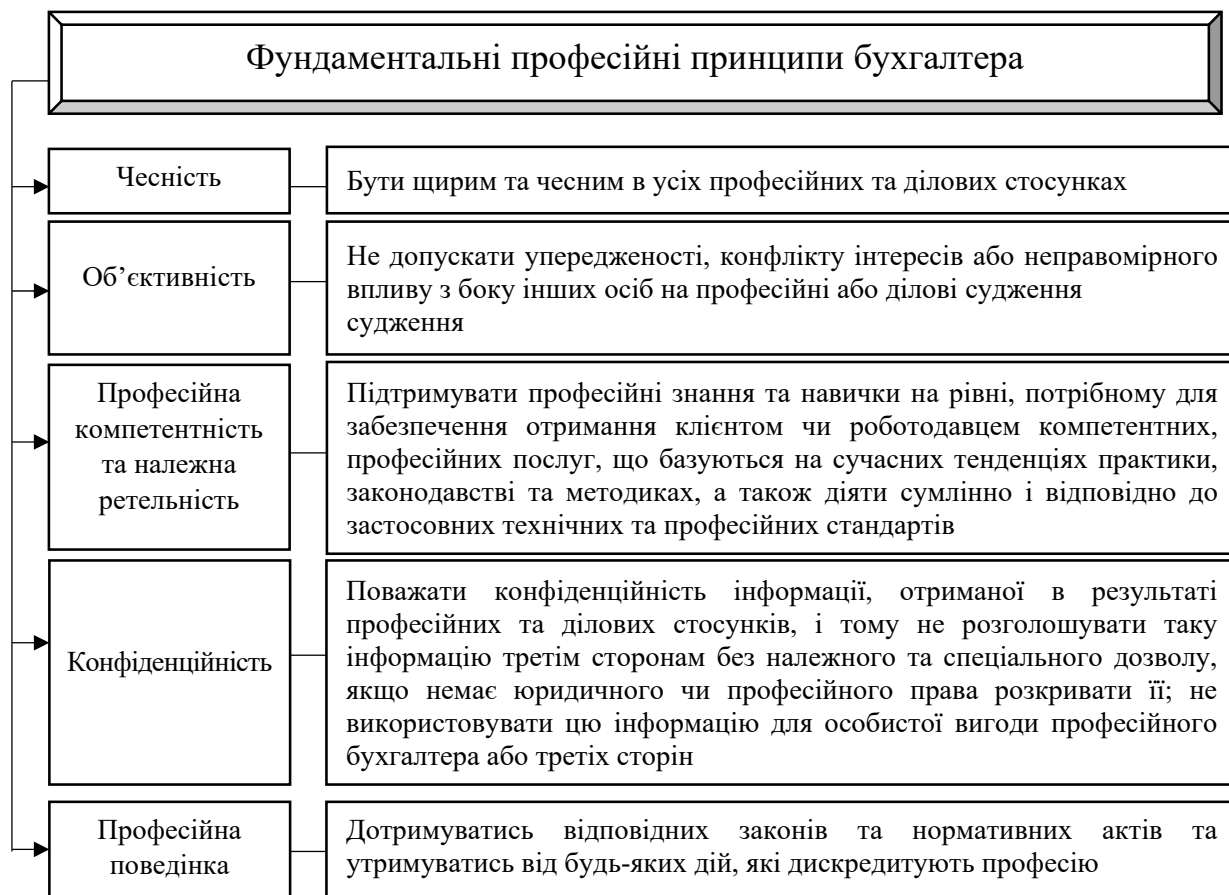 Фундаментальні професійні принципи бухгалтера
Чесність
Бути щирим та чесним в усіх професійних та ділових стосунках
Об’єктивність
Не допускати упередженості, конфлікту інтересів або неправомірного
впливу з боку інших осіб на професійні або ділові судження
судження
Професійна
компетентність
та належна
ретельність
Підтримувати професійні знання та навички на рівні, потрібному для
забезпечення отримання клієнтом чи роботодавцем компетентних,
професійних послуг, що базуються на сучасних тенденціях практики,
законодавстві та методиках, а також діяти сумлінно і відповідно до
застосовних технічних та професійних стандартів
Конфіденційність
Поважати конфіденційність інформації, отриманої в результаті
професійних та ділових стосунків, і тому не розголошувати таку
інформацію третім сторонам без належного та спеціального дозволу,
якщо немає юридичного чи професійного права розкривати її; не
використовувати цю інформацію для особистої вигоди професійного
бухгалтера або третіх сторін
Професійна
поведінка
Дотримуватись відповідних законів та нормативних актів та
утримуватись від будь-яких дій, які дискредитують професію